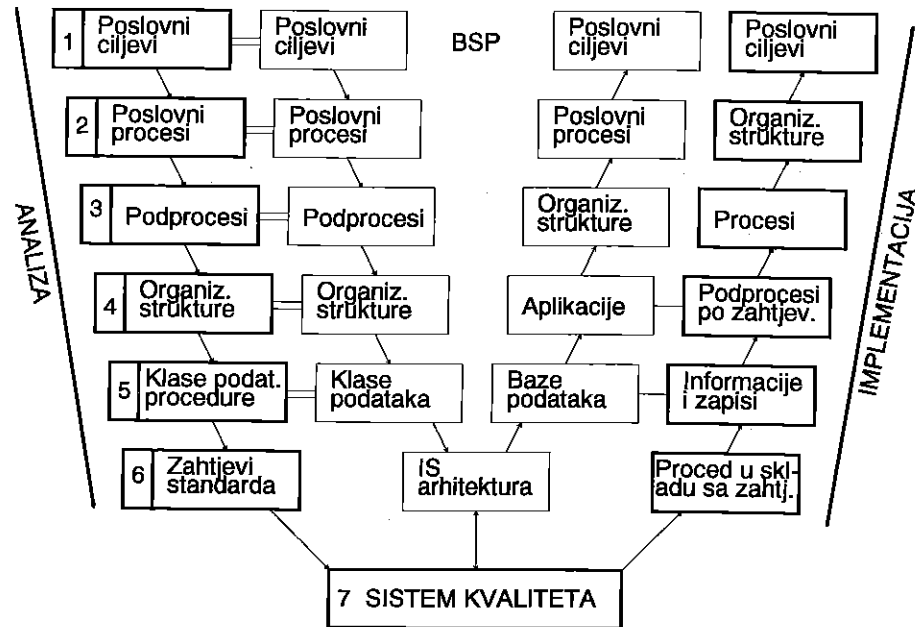 1
Poslovni
ciljevi
Poslovni
ciljevi
BSP
Poslovni
ciljevi
Poslovni
ciljevi
2
Poslovni
procesi
Poslovni
procesi
Poslovni
procesi
Organiz.
strukture
3
Podprocesi
Podprocesi
Organiz.
strukture
Procesi
ANALIZA
IMPLEMENTACIJA
4
Organiz.
strukture
Organiz.
strukture
Aplikacije
Podprocesi
po zahtjev.
5
Klase podat.
procedure
Klase
podataka
Baze
podataka
Informacije
i zapisi
6
Zahtjevi
standarda
IS
arhitektura
Proced u skl-
adu sa zahtj.
7 SISTEM KVALITETA